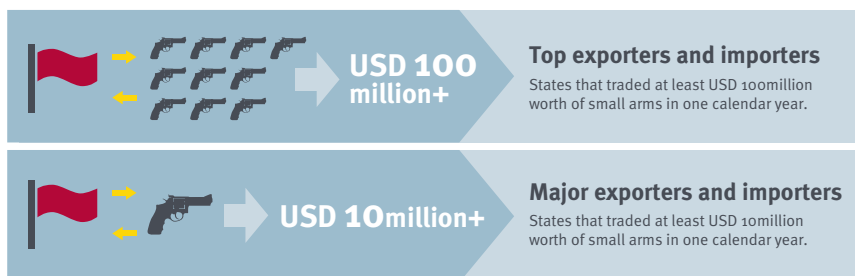 USD 100
million+
Top exporters and importers
States that traded at least USD 100million
worth of small arms in one calendar year.
USD 10million+
Major exporters and importers
States that traded at least USD 10million
worth of small arms in one calendar year.